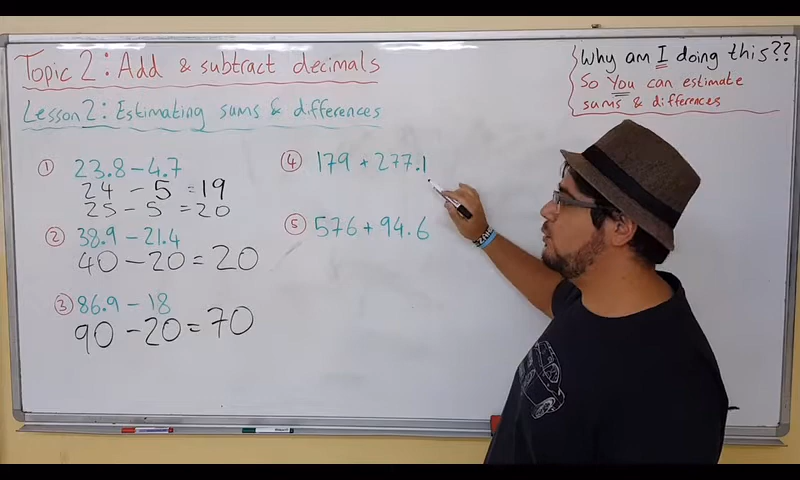 Topic 2: Add & subtract decimals
Lesson 2: Estimating sums & differences
Why am I doing this??
So You can estimate
sums & differences
① 23.8 - 4.7
24 - 5 = 19
25 - 5 = 20
② 38.9 - 21.4
40 - 20 = 20
③ 86.9 - 18
90 - 20 = 70
④ 179 + 277.1
⑤ 576 + 94.6